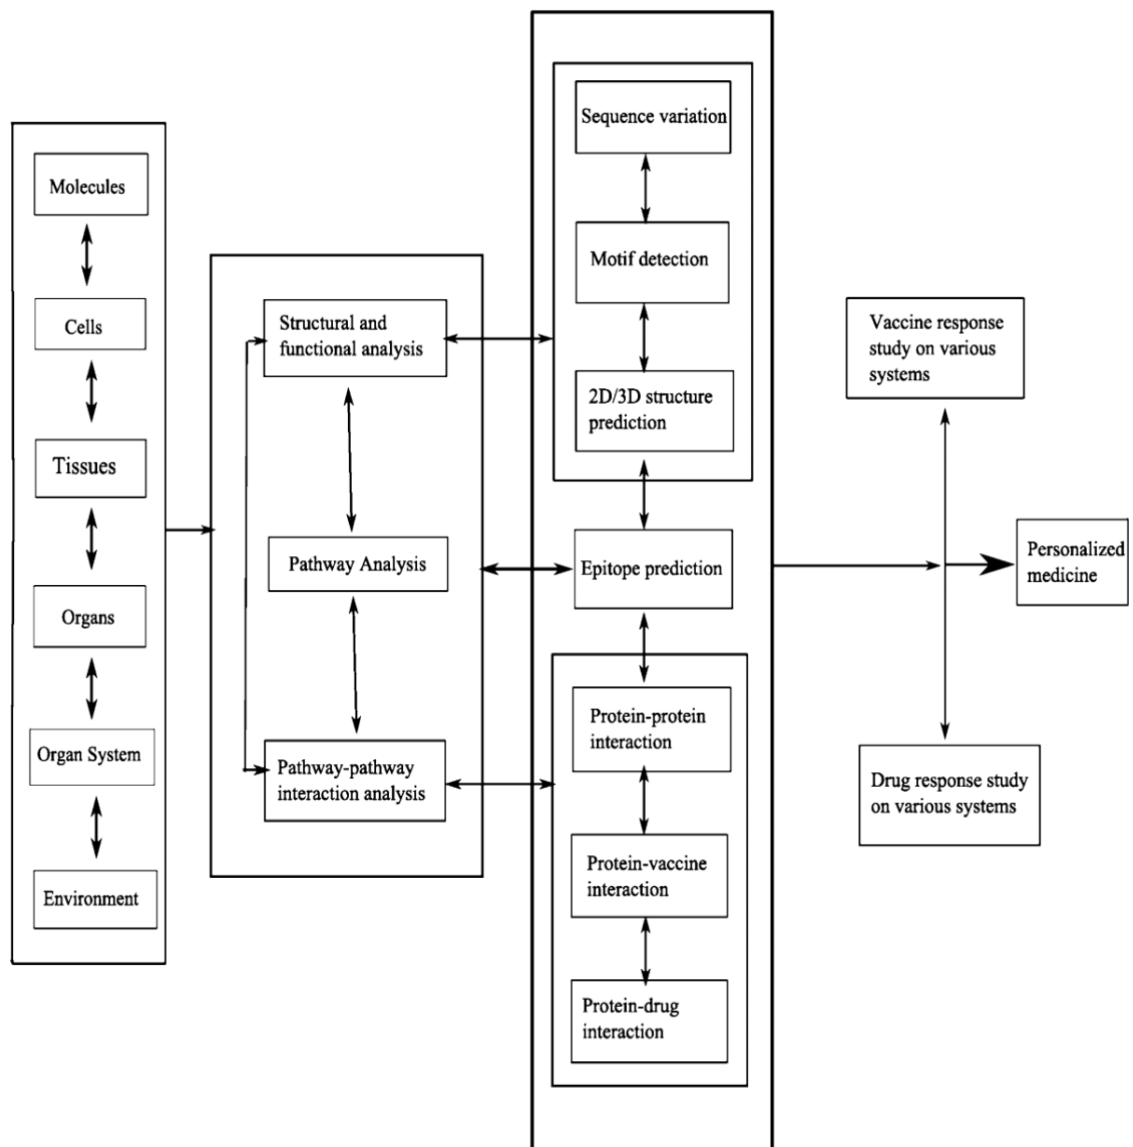 Molecules
Cells
Tissues
Organs
Organ System
Environment
Structural and
functional analysis
Pathway Analysis
Pathway-pathway
interaction analysis
Sequence variation
Motif detection
2D/3D structure
prediction
Epitope prediction
Protein-protein
interaction
Protein-vaccine
interaction
Protein-drug
interaction
Vaccine response
study on various
systems
Personalized
medicine
Drug response study
on various systems